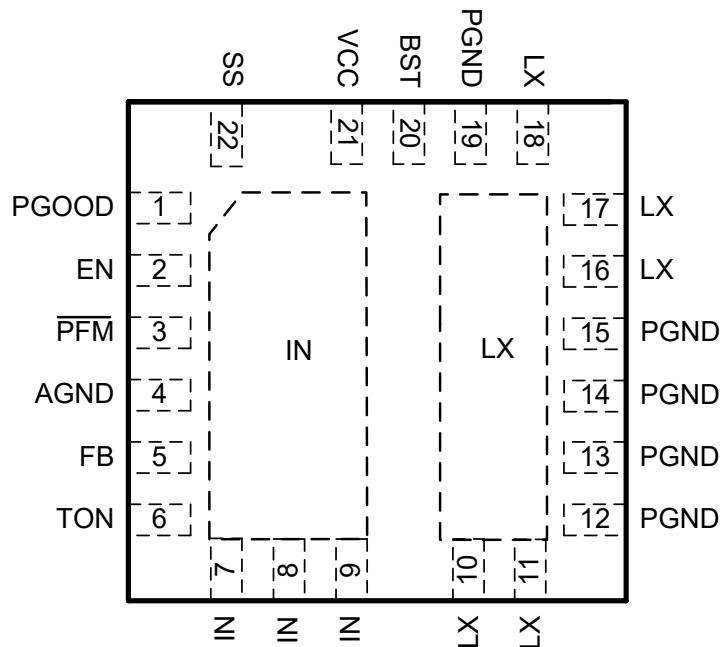 SS VCC BST PGND LX
22 21 20 19 18
PGOOD 1 17 LX
EN 2 16 LX
PFM 3 15 PGND
IN LX
AGND 4 14 PGND
FB 5 13 PGND
TON 6 12 PGND
7 8 9 10 11
IN IN IN LX LX